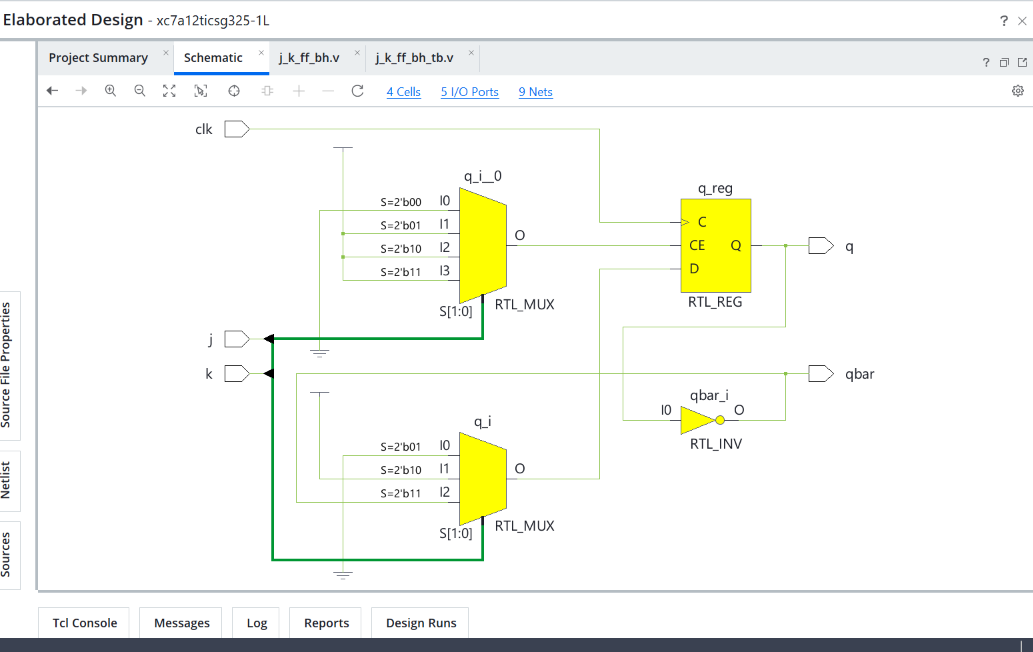 Elaborated Design - xc7a12ticsg325-1L
?
Project Summary
Schematic
j_k_ff_bh.v
j_k_ff_bh_tb.v
?
4 Cells
5 I/O Ports
9 Nets
clk
q_i__0
S=2'b00 I0
S=2'b01 I1
S=2'b10 I2
S=2'b11 I3
O
S[1:0]
RTL_MUX
q_reg
C
CE Q
D
RTL_REG
q
j
k
qbar
q_i
S=2'b01 I0
S=2'b10 I1
S=2'b11 I2
O
S[1:0]
RTL_MUX
qbar_i
I0 O
RTL_INV
Source File Properties
Netlist
Sources
Tcl Console
Messages
Log
Reports
Design Runs